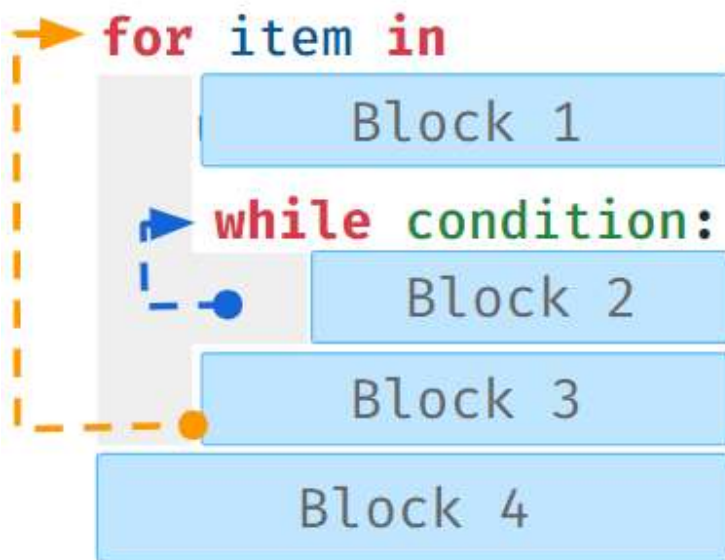 for item in
Block 1
while condition:
Block 2
Block 3
Block 4